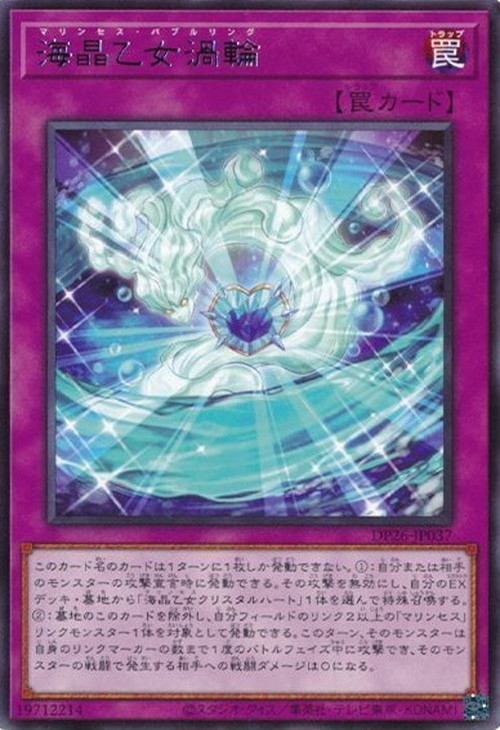 マリンセス・バブルリング
海晶乙女渦輪
トラップ
罠
トラップ
【罠カード】
DP26-JP037
このカード名のカードは1ターンに1枚しか発動できない。①：自分または相手
のモンスターの攻撃宣言時に発動できる。その攻撃を無効にし、自分のEX
デッキ・墓地から「海晶乙女クリスタルハート」1体を選んで特殊召喚する。
②：墓地のこのカードを除外し、自分フィールドのリンク2以上の「マリンセス」
リンクモンスター1体を対象として発動できる。このターン、そのモンスターは
自身のリンクマーカーの数まで1度のバトルフェイズ中に攻撃でき、そのモン
スターの戦闘で発生する相手への戦闘ダメージは0になる。
19712214
©スタジオ・ダイス／集英社・テレビ東京・KONAMI